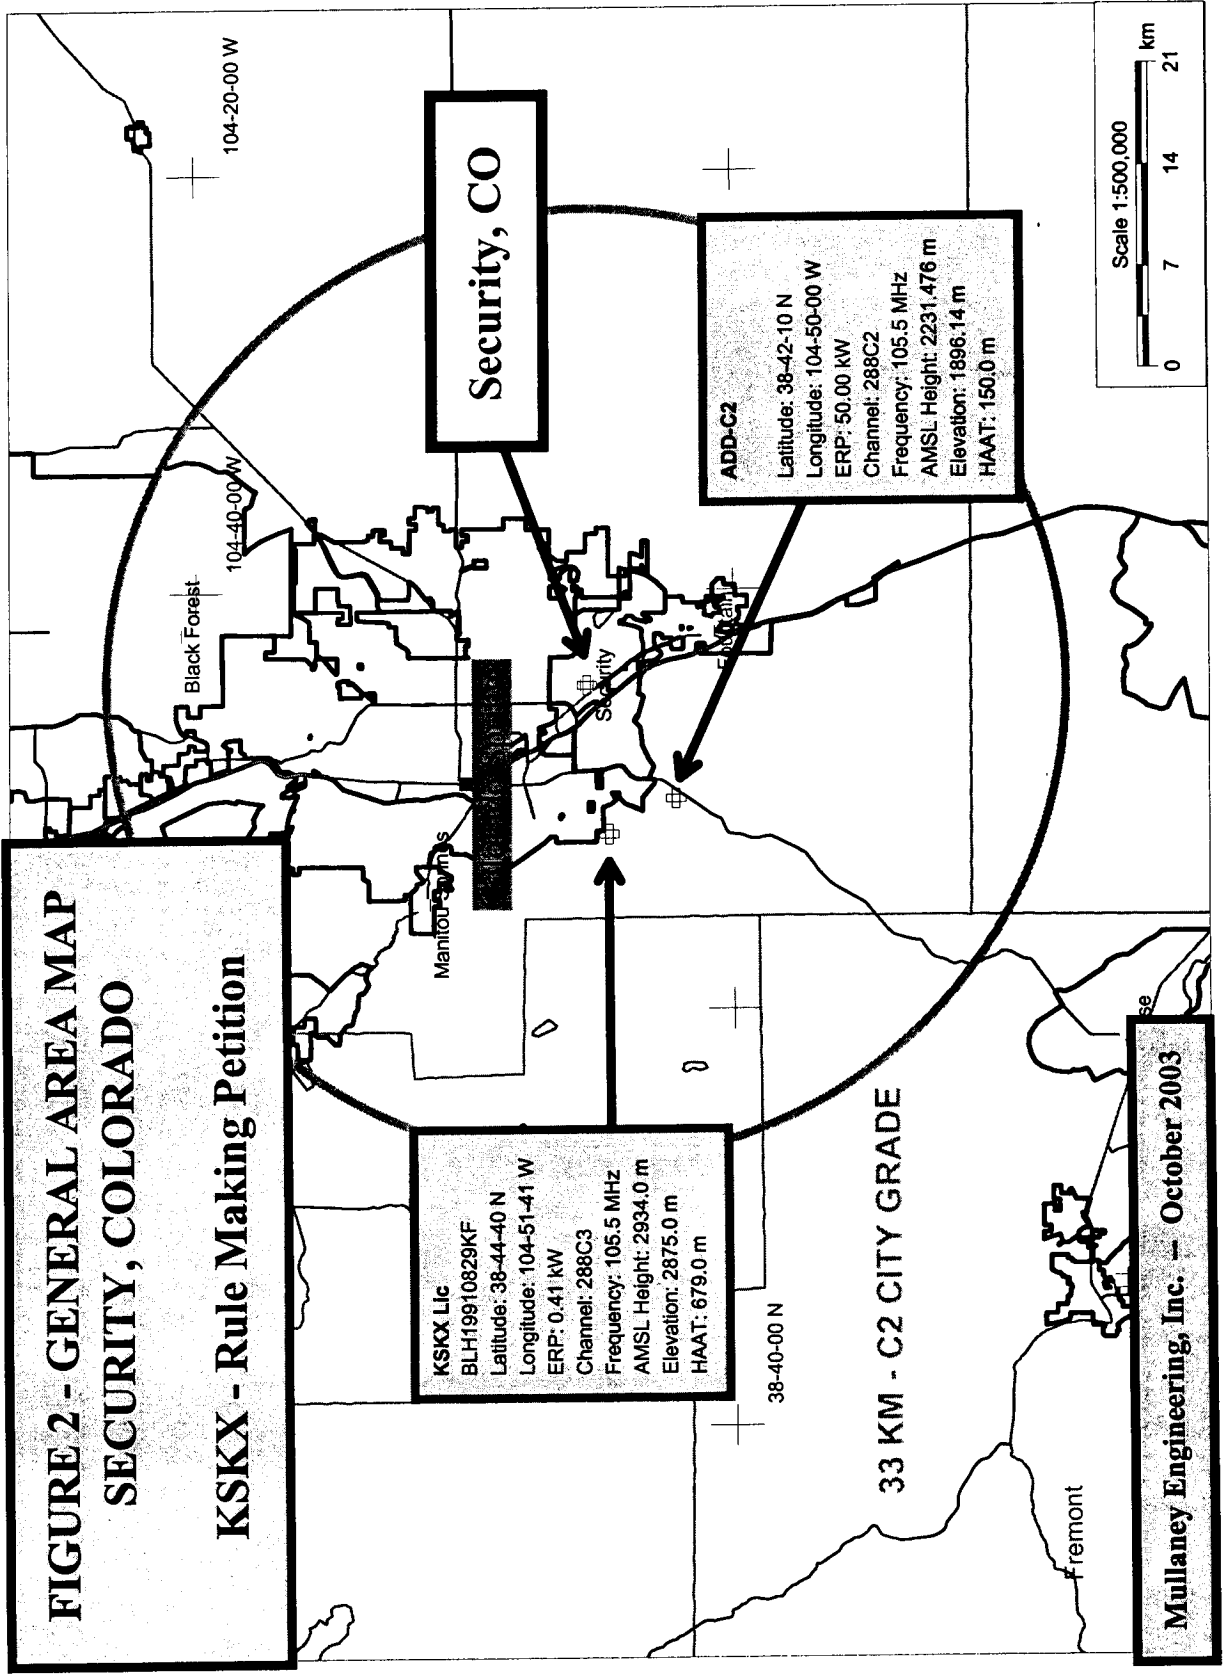 FIGURE 2 - GENERAL AREA MAP
SECURITY, COLORADO
KSKX - Rule Making Petition
104-20-00 W
104-40-00 W
Black Forest
Manitou Springs
Security, CO
Security
Fountain
KSKX Lic
BLH19910829KF
Latitude: 38-44-40 N
Longitude: 104-51-41 W
ERP: 0.41 kW
Channel: 288C3
Frequency: 105.5 MHz
AMSL Height: 2934.0 m
Elevation: 2875.0 m
HAAT: 679.0 m
ADD-C2
Latitude: 38-42-10 N
Longitude: 104-50-00 W
ERP: 50.00 kW
Channel: 288C2
Frequency: 105.5 MHz
AMSL Height: 2231.476 m
Elevation: 1896.14 m
HAAT: 150.0 m
38-40-00 N
33 KM - C2 CITY GRADE
Fremont
se
Scale 1:500,000
0 7 14 21 km
Mullaney Engineering, Inc. – October 2003